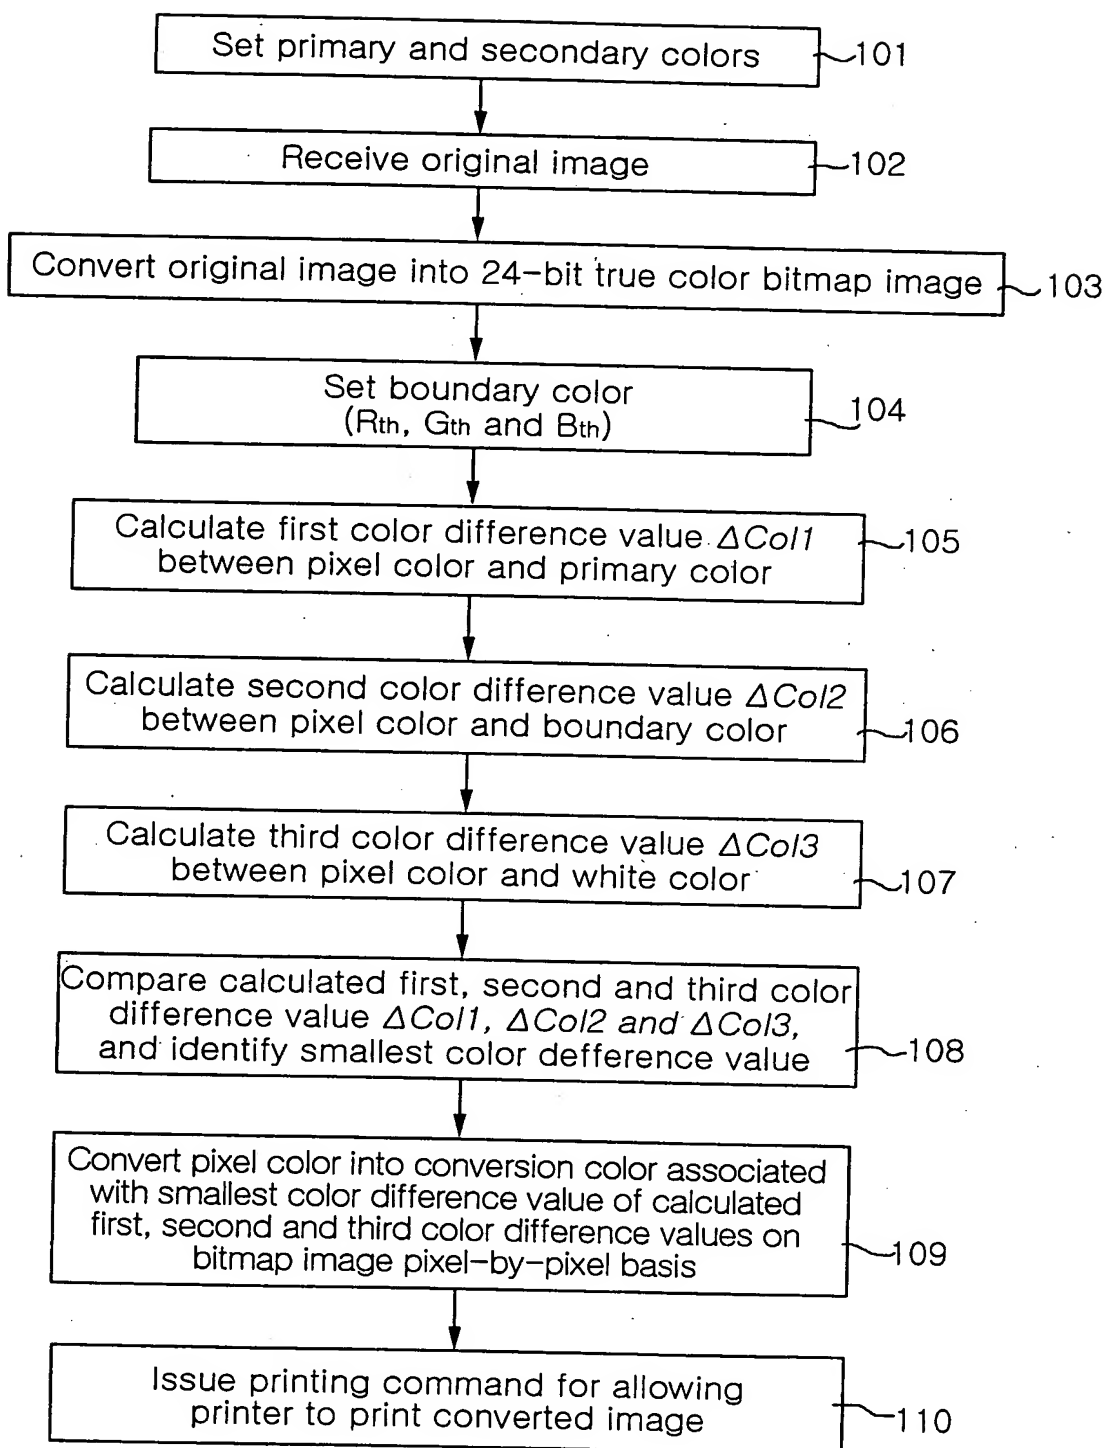 Set primary and secondary colors
101
Receive original image
102
Convert original image into 24-bit true color bitmap image
103
Set boundary color
(Rth, Gth and Bth)
104
Calculate first color difference value ΔCol1
between pixel color and primary color
105
Calculate second color difference value ΔCol2
between pixel color and boundary color
106
Calculate third color difference value ΔCol3
between pixel color and white color
107
Compare calculated first, second and third color
difference value ΔCol1, ΔCol2 and ΔCol3,
and identify smallest color defference value
108
Convert pixel color into conversion color associated
with smallest color difference value of calculated
first, second and third color difference values on
bitmap image pixel-by-pixel basis
109
Issue printing command for allowing
printer to print converted image
110